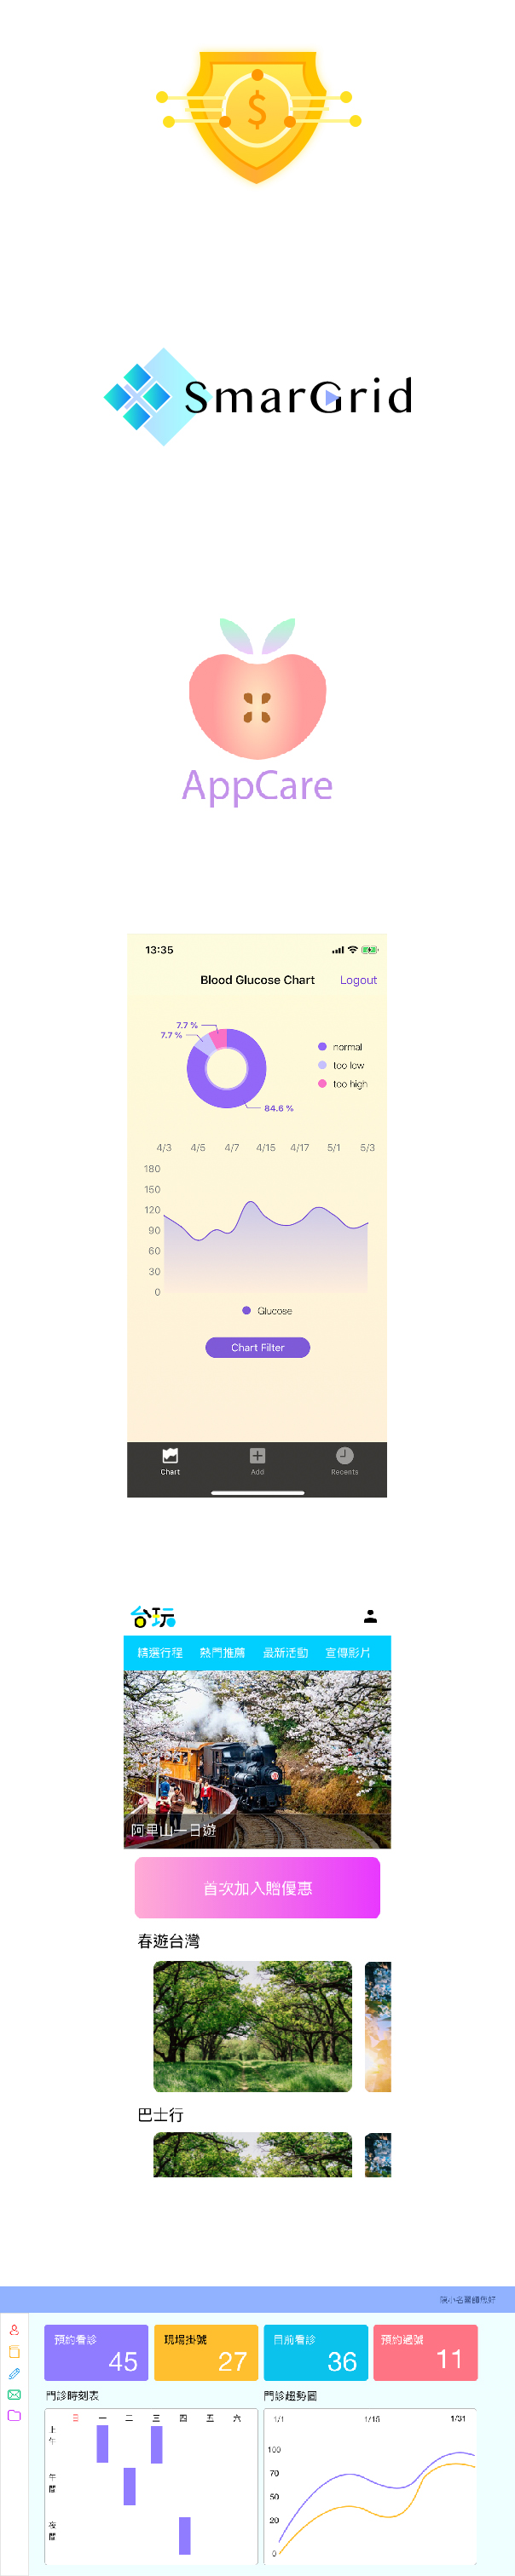 $
SmarGrid
AppCare
13:35
Blood Glucose Chart Logout
7.7 %
7.7 %
84.6 %
normal
too low
too high
4/3 4/5 4/7 4/15 4/17 5/1 5/3
180
150
120
90
60
30
0
Glucose
Chart Filter
Chart Add Recents
台玩
精選行程 熱門推薦 最新活動 宣傳影片
阿里山一日遊
首次加入贈優惠
春遊台灣
巴士行
陳小名醫師您好
預約看診 45
現場掛號 27
目前看診 36
預約過號 11
門診時刻表
一 二 三 四 五 六
上午
午間
夜間
門診趨勢圖
1/1 1/15 1/31
100
70
50
20
0